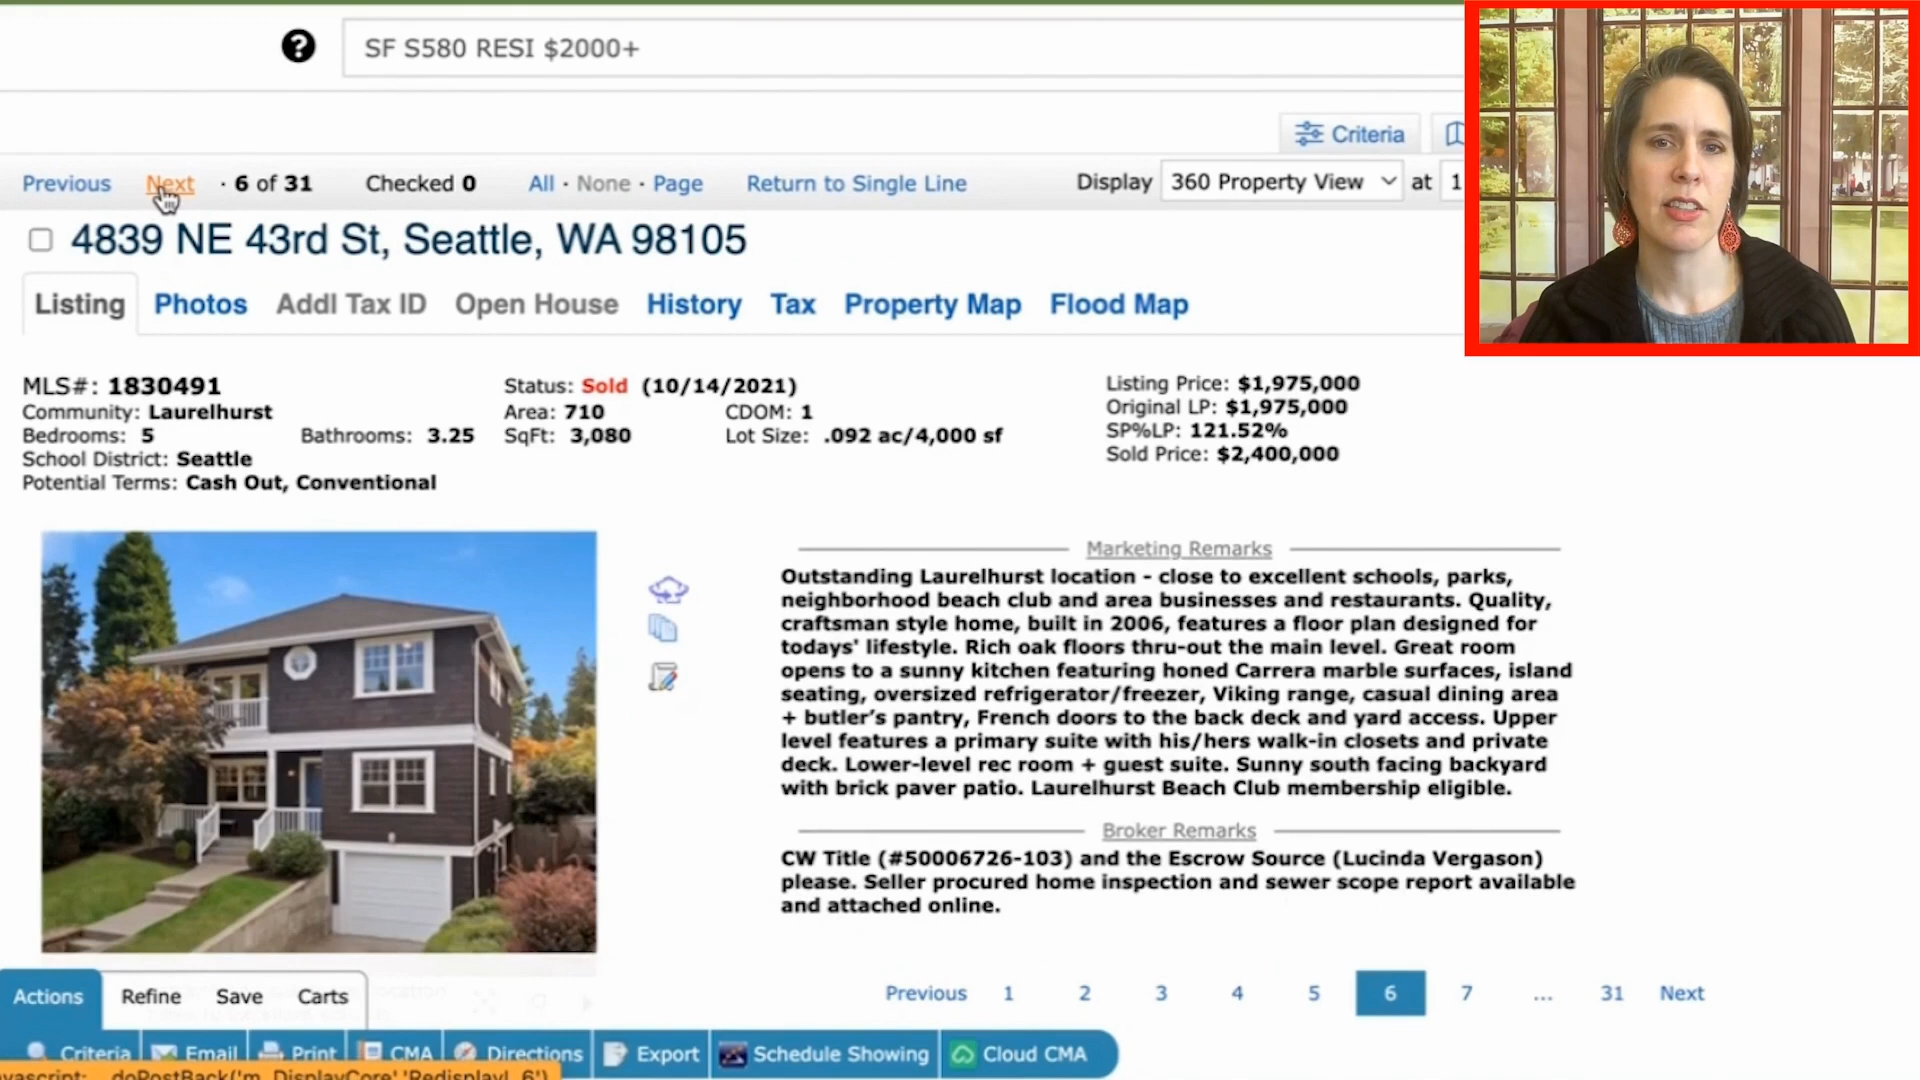 SF S580 RESI $2000+
Criteria
Previous Next · 6 of 31 Checked 0 All · None · Page Return to Single Line Display 360 Property View at 1
4839 NE 43rd St, Seattle, WA 98105
Listing Photos Addl Tax ID Open House History Tax Property Map Flood Map
MLS#: 1830491 Status: Sold (10/14/2021) Listing Price: $1,975,000
Community: Laurelhurst Area: 710 CDOM: 1 Original LP: $1,975,000
Bedrooms: 5 Bathrooms: 3.25 SqFt: 3,080 Lot Size: .092 ac/4,000 sf SP%LP: 121.52%
School District: Seattle Sold Price: $2,400,000
Potential Terms: Cash Out, Conventional
Marketing Remarks
Outstanding Laurelhurst location - close to excellent schools, parks,
neighborhood beach club and area businesses and restaurants. Quality,
craftsman style home, built in 2006, features a floor plan designed for
todays' lifestyle. Rich oak floors thru-out the main level. Great room
opens to a sunny kitchen featuring honed Carrera marble surfaces, island
seating, oversized refrigerator/freezer, Viking range, casual dining area
+ butler's pantry, French doors to the back deck and yard access. Upper
level features a primary suite with his/hers walk-in closets and private
deck. Lower-level rec room + guest suite. Sunny south facing backyard
with brick paver patio. Laurelhurst Beach Club membership eligible.
Broker Remarks
CW Title (#50006726-103) and the Escrow Source (Lucinda Vergason)
please. Seller procured home inspection and sewer scope report available
and attached online.
Actions Refine Save Carts Previous 1 2 3 4 5 6 7 ... 31 Next
Criteria Email Print CMA Directions Export Schedule Showing Cloud CMA
doPostBack('m_DisplayCore','Redisplay|,,6')